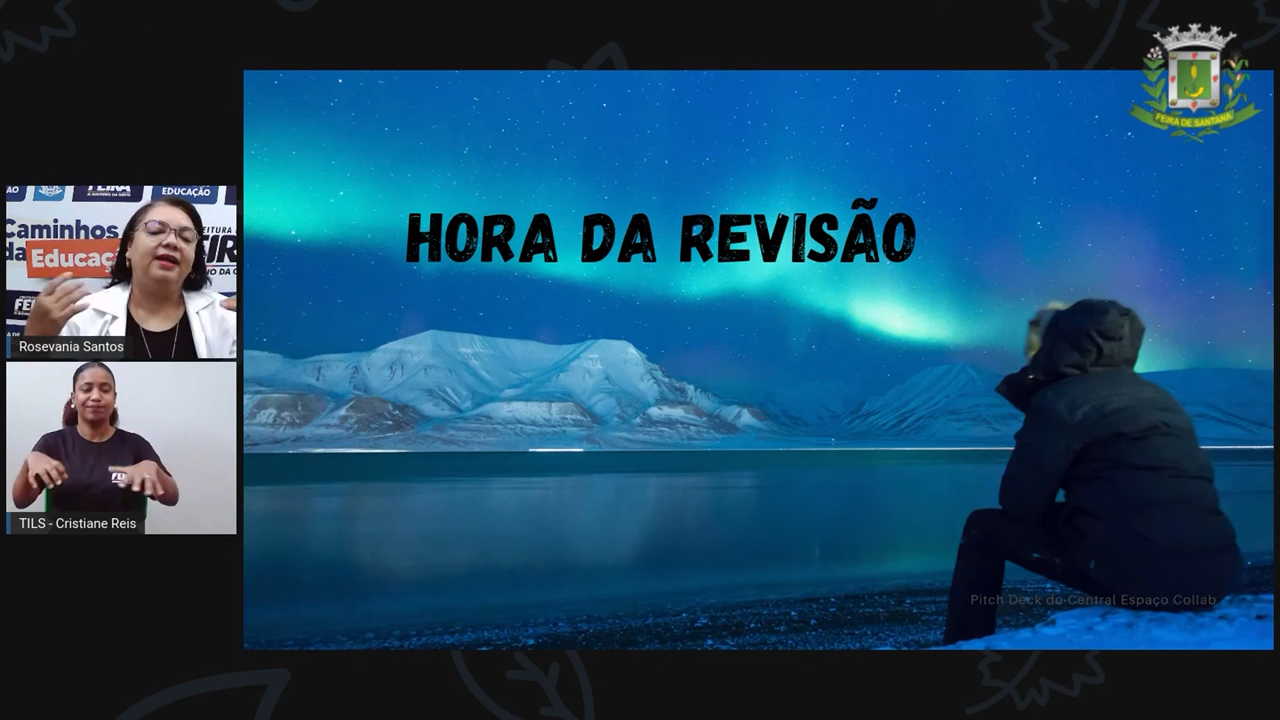 FEIRA DE SANTANA
HORA DA REVISÃO
EDUCAÇÃO
Caminhos
da Educaç
Rosevania Santos
TILS - Cristiane Reis
Pitch Deck do Central Espaço Collab